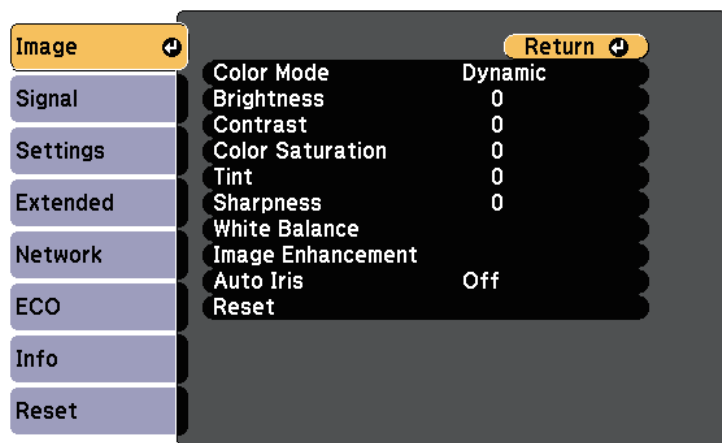 Image
Signal
Settings
Extended
Network
ECO
Info
Reset
Return
Color Mode Dynamic
Brightness 0
Contrast 0
Color Saturation 0
Tint 0
Sharpness 0
White Balance
Image Enhancement
Auto Iris Off
Reset